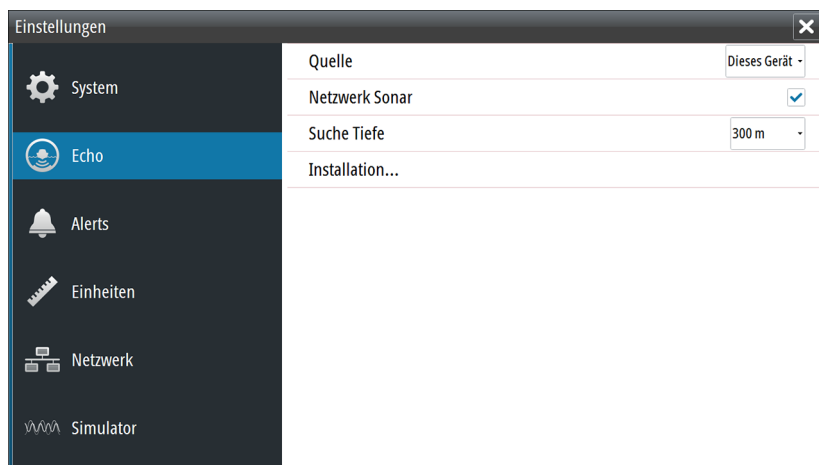 Einstellungen
System
Echo
Alerts
Einheiten
Netzwerk
Simulator
Quelle Dieses Gerät
Netzwerk Sonar
Suche Tiefe 300 m
Installation...